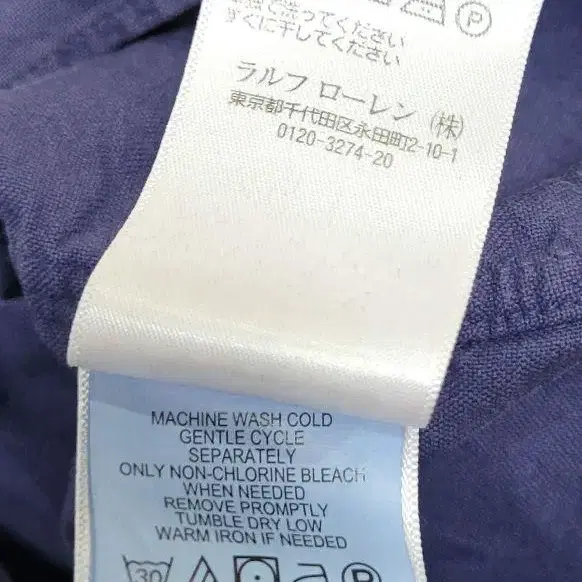 すぐに干してください
ラルフ ローレン (株)
東京都千代田区永田町2-10-1
0120-3274-20
MACHINE WASH COLD
GENTLE CYCLE
SEPARATELY
ONLY NON-CHLORINE BLEACH
WHEN NEEDED
REMOVE PROMPTLY
TUMBLE DRY LOW
WARM IRON IF NEEDED
30
P
P